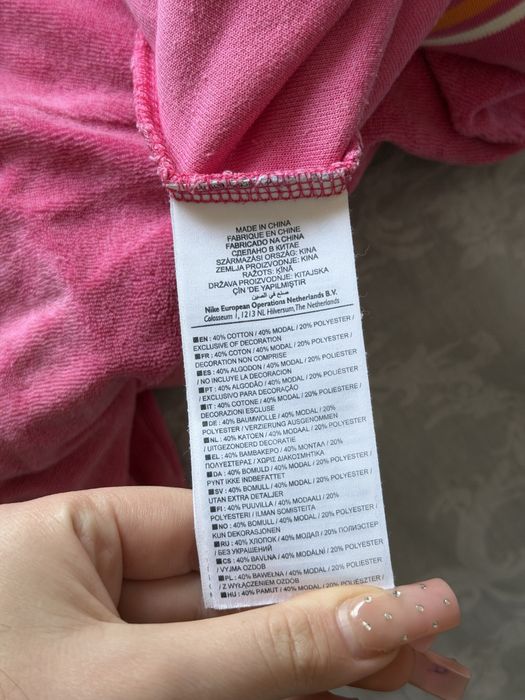 MADE IN CHINA
FABRIQUE EN CHINE
FABRICADO NA CHINA
СДЕЛАНО В КИТАЕ
SZÁRMAZÁSI ORSZÁG: KÍNA
ZEMLJA PROIZVODNJE: KINA
RAŽOTS: ĶĪNĀ
DRŽAVA PROIZVODNJE: KITAJSKA
ÇİN 'DE YAPILMIŞTIR
صنع في الصين
Nike European Operations Netherlands B.V.
Colosseum 1, 1213 NL Hilversum, The Netherlands
EN : 40% COTTON / 40% MODAL / 20% POLYESTER /
EXCLUSIVE OF DECORATION
FR : 40% COTON / 40% MODAL / 20% POLYESTER /
DECORATION NON COMPRISE
ES : 40% ALGODON / 40% MODAL / 20% POLIESTER
/ NO INCLUYE LA DECORACION
PT : 40% ALGODÃO / 40% MODAL / 20% POLIÉSTER
/ EXCLUSIVO PARA DECORAÇÃO
IT : 40% COTONE / 40% MODAL / 20% POLIESTERE /
DECORAZIONI ESCLUSE
DE : 40% BAUMWOLLE / 40% MODAL / 20%
POLYESTER / VERZIERUNG AUSGENOMMEN
NL : 40% KATOEN / 40% MODAAL / 20% POLYESTER
/ UITGEZONDERD DECORATIE
EL : 40% ΒΑΜΒΑΚΕΡΟ / 40% ΜΟΝΤΑΛ / 20%
ΠΟΛΥΕΣΤΕΡΑΣ / ΧΩΡΙΣ ΔΙΑΚΟΣΜΗΤΙΚΑ
DA : 40% BOMULD / 40% MODAL / 20% POLYESTER /
PYNT IKKE INDBEFATTET
SV : 40% BOMULL / 40% MODAL / 20% POLYESTER /
UTAN EXTRA DETALJER
FI : 40% PUUVILLA / 40% MODAALI / 20%
POLYESTERI / ILMAN SOMISTEITA
NO : 40% BOMULL / 40% MODAL / 20% POLYESTER /
KUN DEKORASJONEN
RU : 40% ХЛОПОК / 40% МОДАЛ / 20% ПОЛИЭСТЕР
/ БЕЗ УКРАШЕНИЙ
CS : 40% BAVLNA / 40% MODÁLNÍ / 20% POLYESTER
/ VYJMA OZDOB
PL : 40% BAWEŁNA / 40% MODAL / 20% POLIESTER
/ Z WYŁĄCZENIEM OZDÓB
HU : 40% PAMUT / 40% MODAL / 20% POLIÉSZTER /